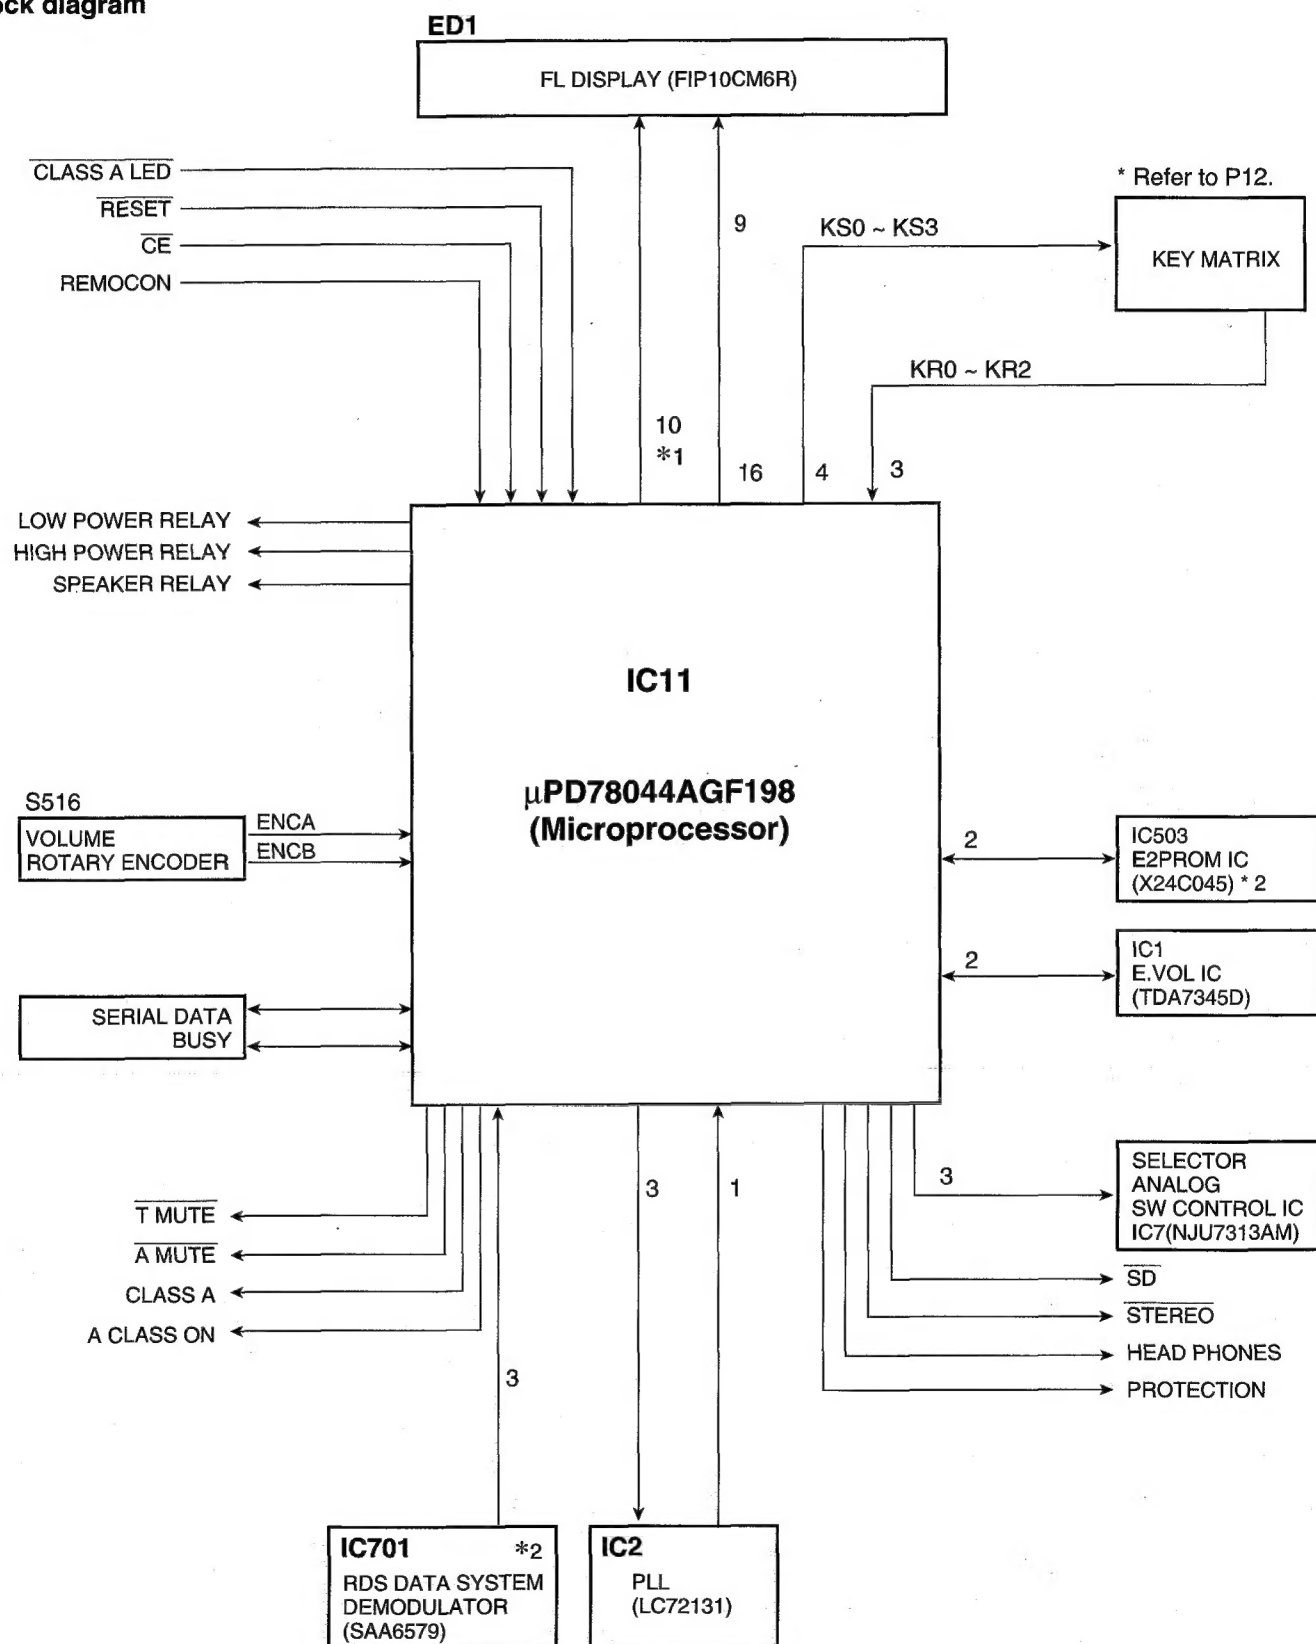 ock diagram
ED1
FL DISPLAY (FIP10CM6R)
CLASS A LED
RESET
CE
REMOCON
* Refer to P12.
9
KS0 ~ KS3
KEY MATRIX
KR0 ~ KR2
10
*1
16
4
3
LOW POWER RELAY
HIGH POWER RELAY
SPEAKER RELAY
IC11
µPD78044AGF198
(Microprocessor)
S516
VOLUME
ROTARY ENCODER
ENCA
ENCB
2
IC503
E2PROM IC
(X24C045) * 2
2
IC1
E.VOL IC
(TDA7345D)
SERIAL DATA
BUSY
T MUTE
A MUTE
CLASS A
A CLASS ON
3
3
1
3
SELECTOR
ANALOG
SW CONTROL IC
IC7(NJU7313AM)
SD
STEREO
HEAD PHONES
PROTECTION
IC701 *2
RDS DATA SYSTEM
DEMODULATOR
(SAA6579)
IC2
PLL
(LC72131)